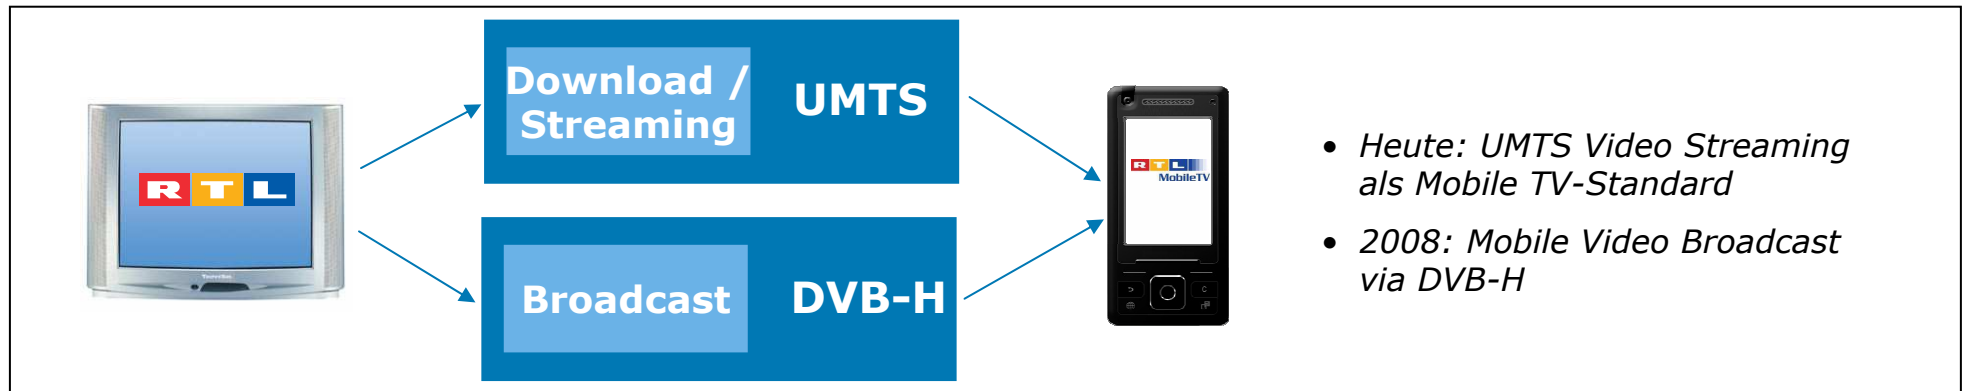 RTL
Download /
Streaming
UMTS
Broadcast
DVB-H
RTL
MobileTV
• Heute: UMTS Video Streaming
als Mobile TV-Standard
• 2008: Mobile Video Broadcast
via DVB-H